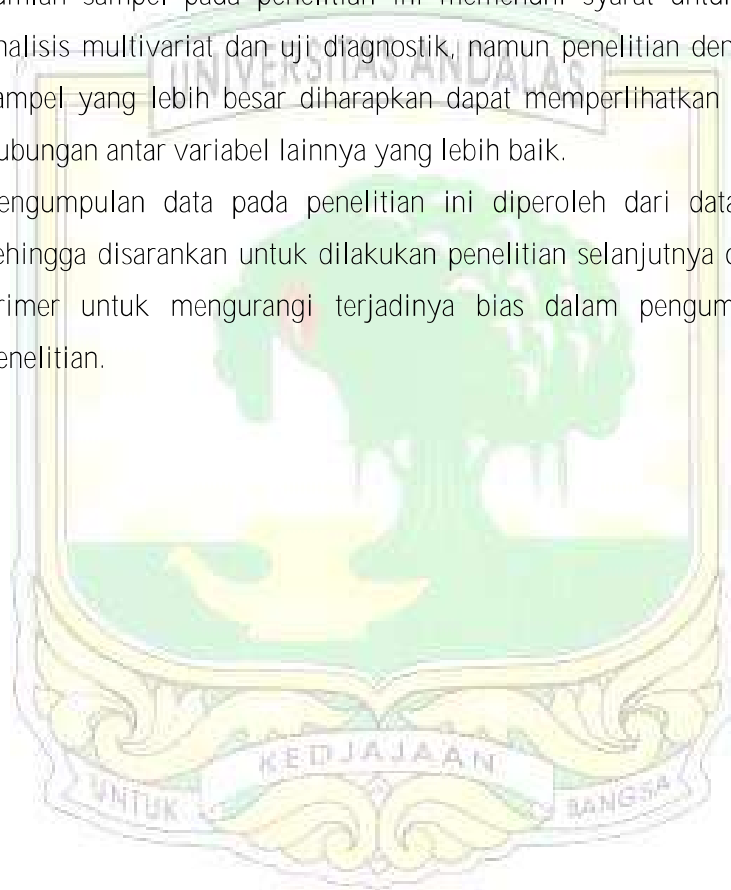 umlah sampel pada penelitian ini memenuhi syarat untuk
nalisis multivariat dan uji diagnostik, namun penelitian den
UNIVERSITAS ANDALAS
ampel yang lebih besar diharapkan dapat memperlihatkan
ubungan antar variabel lainnya yang lebih baik.
engumpulan data pada penelitian ini diperoleh dari data
ehingga disarankan untuk dilakukan penelitian selanjutnya d
rimer untuk mengurangi terjadinya bias dalam pengum
enelitian.
KEDJAJAAN
UNTUK BANGSA